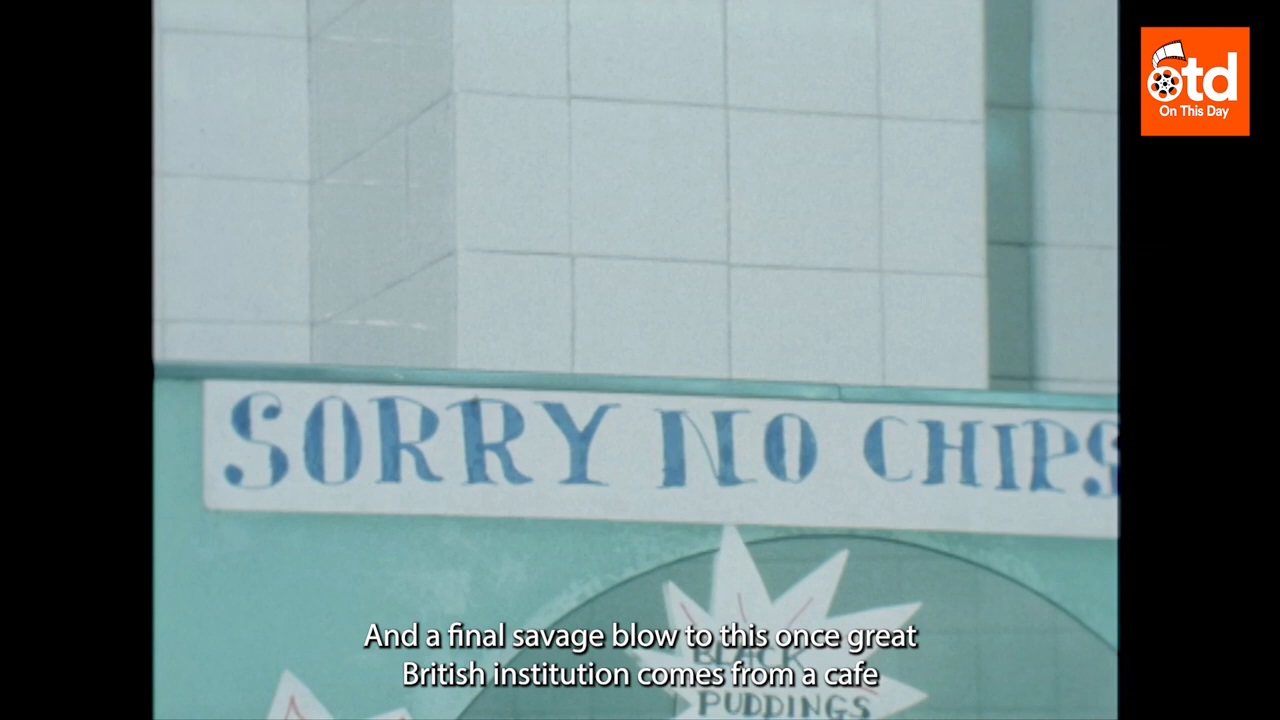 otd
On This Day
SORRY NO CHIPS
BLACK
PUDDINGS
And a final savage blow to this once great
British institution comes from a cafe